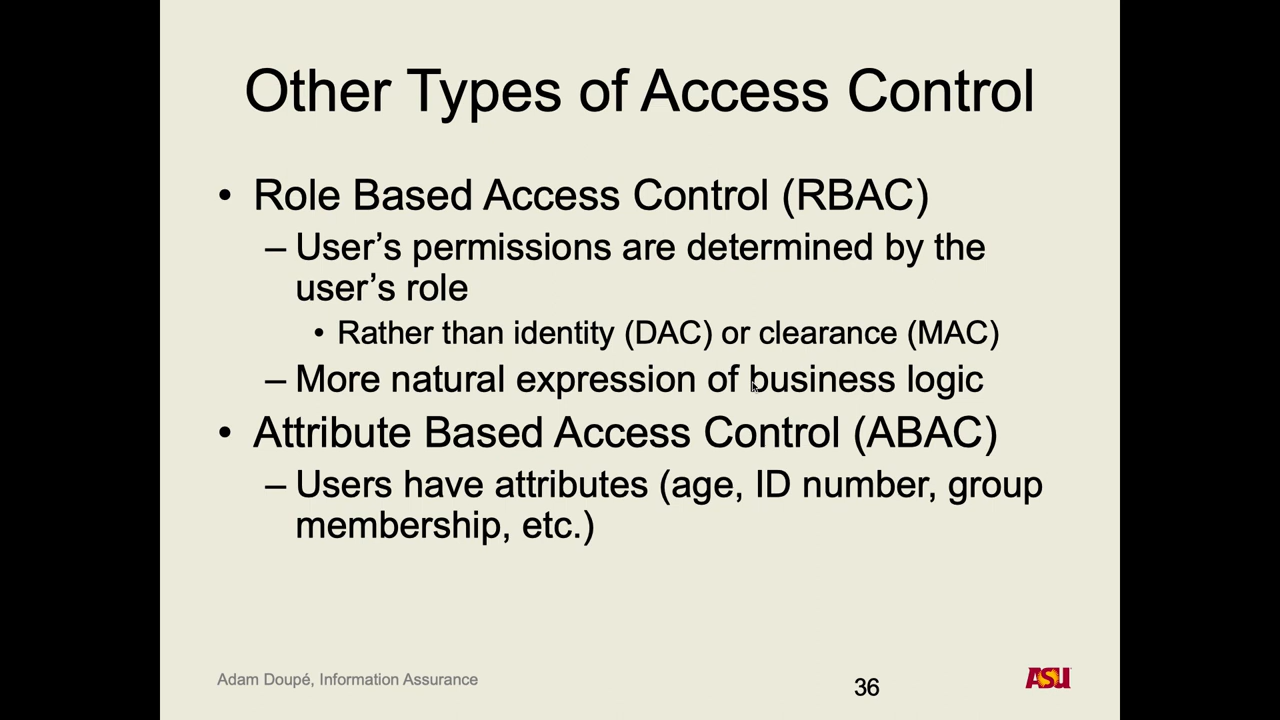 Other Types of Access Control
• Role Based Access Control (RBAC)
– User’s permissions are determined by the
user’s role
• Rather than identity (DAC) or clearance (MAC)
– More natural expression of business logic
• Attribute Based Access Control (ABAC)
– Users have attributes (age, ID number, group
membership, etc.)
Adam Doupé, Information Assurance
36
ASU